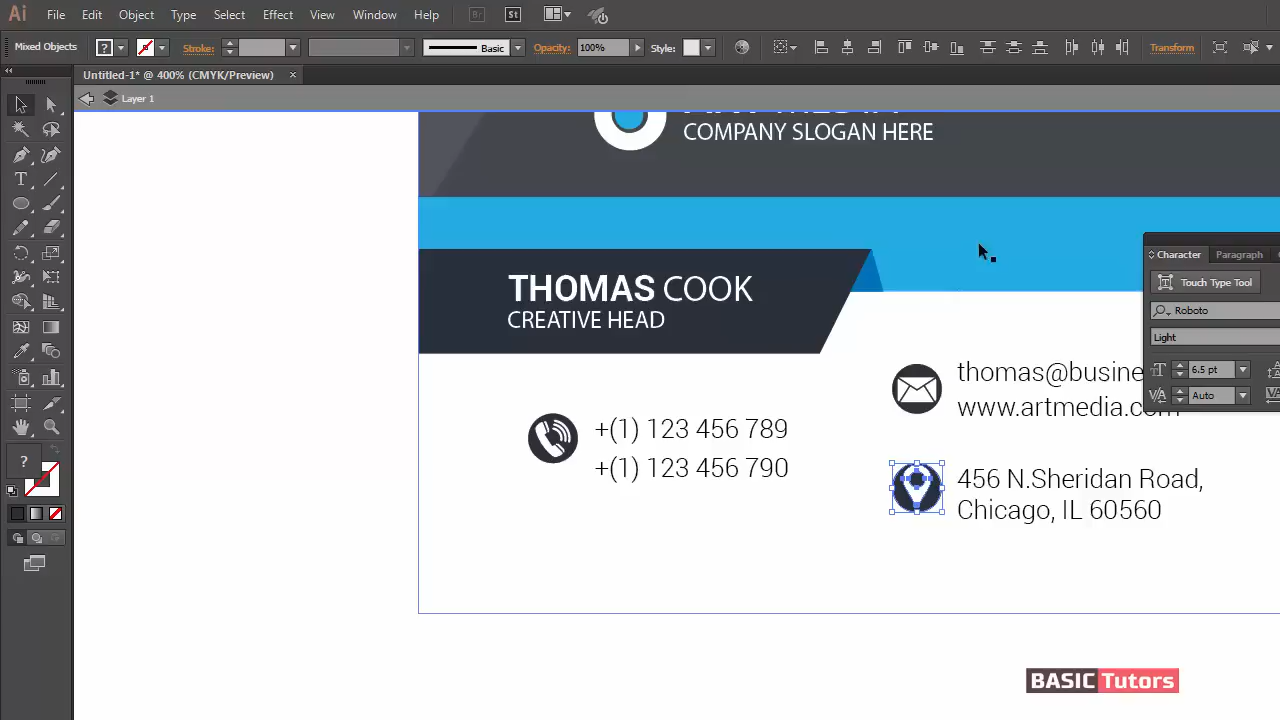 Ai File Edit Object Type Select Effect View Window Help Br St
Mixed Objects ? Stroke: Basic Opacity: 100% Style: Transform
Untitled-1* @ 400% (CMYK/Preview) ×
Layer 1
COMPANY SLOGAN HERE
THOMAS COOK
CREATIVE HEAD
+(1) 123 456 789
+(1) 123 456 790
thomas@busine
www.artmedia.com
456 N.Sheridan Road,
Chicago, IL 60560
Character Paragraph
Touch Type Tool
Roboto
Light
6.5 pt
Auto
?
BASIC Tutors